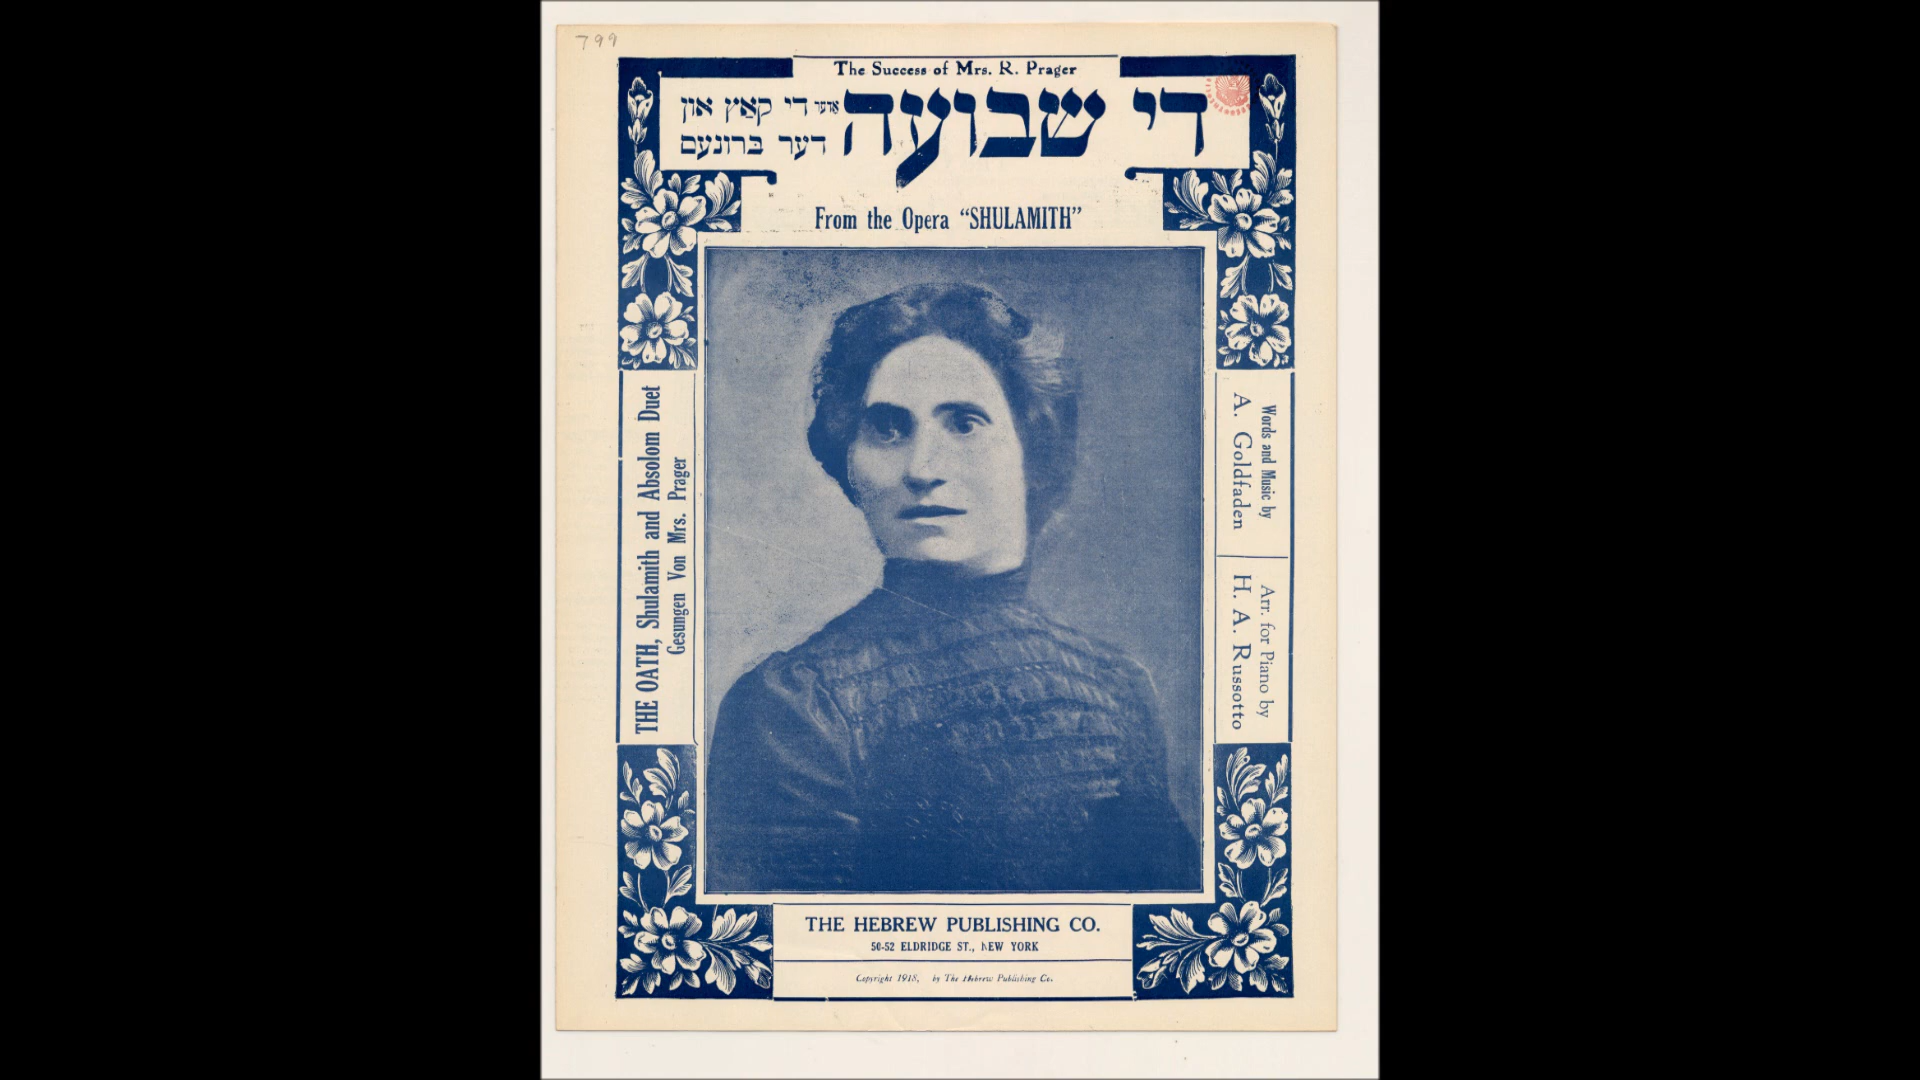 799
The Success of Mrs. R. Prager
די שבועה אדער די קאַץ און
דער ברונעם
From the Opera “SHULAMITH”
THE OATH, Shulamith and Absolom Duet
Gesungen Von Mrs. Prager
Words and Music by
A. Goldfaden
Arr. for Piano by
H. A. Russotto
THE HEBREW PUBLISHING CO.
50-52 ELDRIDGE ST., NEW YORK
Copyright 1918, by The Hebrew Publishing Co.